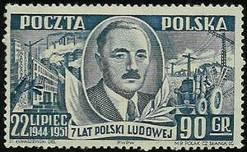 POCZTA POLSKA
22 LIPIEC 1944-1951
7 LAT POLSKI LUDOWEJ
90 GR.